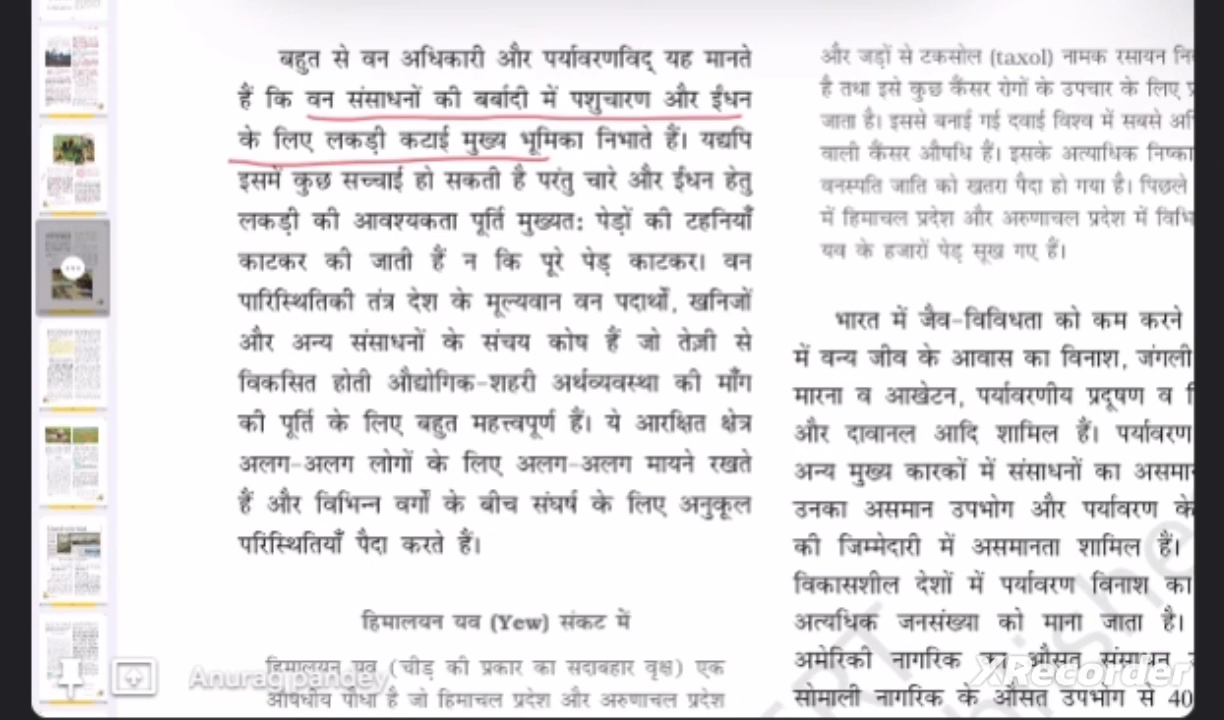 बहुत से वन अधिकारी और पर्यावरणविद् यह मानते
हैं कि वन संसाधनों की बर्बादी में पशुचारण और ईंधन
के लिए लकड़ी कटाई मुख्य भूमिका निभाते हैं। यद्यपि
इसमें कुछ सच्चाई हो सकती है परंतु चारे और ईंधन हेतु
लकड़ी की आवश्यकता पूर्ति मुख्यतः पेड़ों की टहनियाँ
काटकर की जाती हैं न कि पूरे पेड़ काटकर। वन
पारिस्थितिकी तंत्र देश के मूल्यवान वन पदार्थों, खनिजों
और अन्य संसाधनों के संचय कोष हैं जो तेज़ी से
विकसित होती औद्योगिक-शहरी अर्थव्यवस्था की माँग
की पूर्ति के लिए बहुत महत्त्वपूर्ण हैं। ये आरक्षित क्षेत्र
अलग-अलग लोगों के लिए अलग-अलग मायने रखते
हैं और विभिन्न वर्गों के बीच संघर्ष के लिए अनुकूल
परिस्थितियाँ पैदा करते हैं।
हिमालयन यव (Yew) संकट में
हिमालयन यव (चीड़ की प्रकार का सदाबहार वृक्ष) एक
औषधीय पौधा है जो हिमाचल प्रदेश और अरुणाचल प्रदेश
और जड़ों से टकसोल (taxol) नामक रसायन
है तथा इसे कुछ कैंसर रोगों के उपचार के लिए
जाता है। इससे बनाई गई दवाई विश्व में सबसे
वाली कैंसर औषधि हैं। इसके अत्याधिक
वनस्पति जाति को खतरा पैदा हो गया है। पिछले
में हिमाचल प्रदेश और अरुणाचल प्रदेश में
यव के हजारों पेड़ सूख गए हैं।
भारत में जैव-विविधता को कम करने
में वन्य जीव के आवास का विनाश, जंगली
मारना व आखेटन, पर्यावरणीय प्रदूषण व
और दावानल आदि शामिल हैं। पर्यावरण
अन्य मुख्य कारकों में संसाधनों का
उनका असमान उपभोग और पर्यावरण के
की जिम्मेदारी में असमानता शामिल हैं।
विकासशील देशों में पर्यावरण विनाश का
अत्यधिक जनसंख्या को माना जाता है।
अमेरिकी नागरिक का औसत संसाधन
सोमाली नागरिक के औसत उपभोग से 40
Anurag pandey
XRecorder